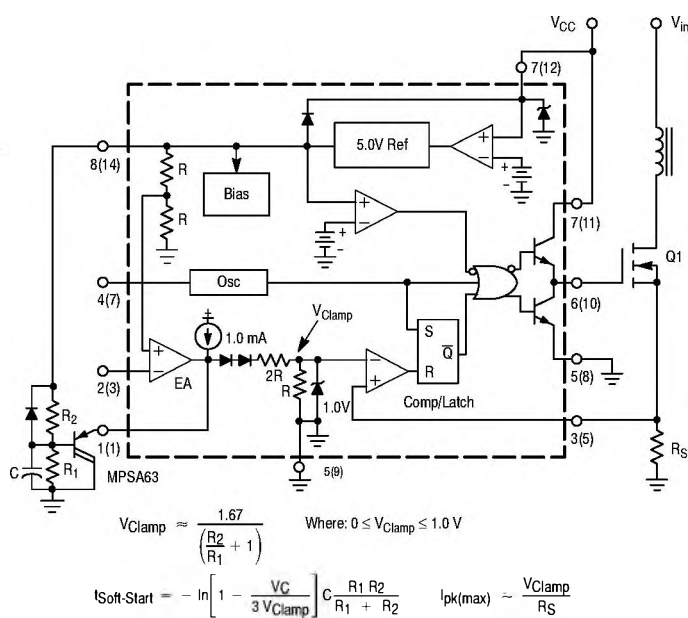 V_CC
V_in
7(12)
8(14)
R
5.0V Ref
+
−
+
−
Bias
R
+
−
+
−
7(11)
Q1
4(7)
Osc
6(10)
V_Clamp
1.0 mA
S
Q̅
R
+
−
EA
2R
R
−
+
1.0V
Comp/Latch
2(3)
5(8)
3(5)
R₂
1(1)
C
R₁
MPSA63
5(9)
R_S
V_Clamp ≈ 1.67 / (R₂/R₁ + 1) Where: 0 ≤ V_Clamp ≤ 1.0 V
t_Soft-Start = − ln[1 − V_C / 3 V_Clamp] C R₁ R₂ / R₁ + R₂ I_pk(max) ~ V_Clamp / R_S